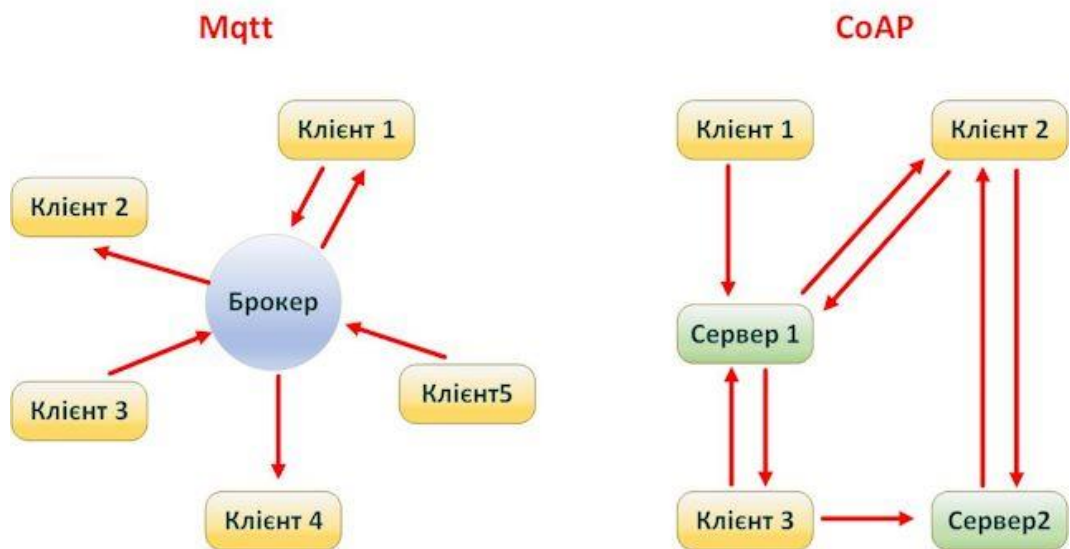 Mqtt
Клієнт 1
Клієнт 2
Брокер
Клієнт 3
Клієнт5
Клієнт 4
CoAP
Клієнт 1
Клієнт 2
Сервер 1
Клієнт 3
Сервер2